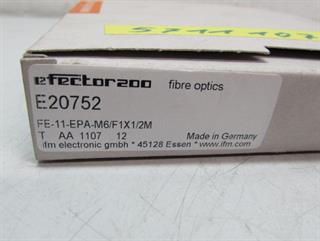 5711102
efector200 fibre optics
E20752
FE-11-EPA-M6/F1X1/2M
T AA 1107 12 Made in Germany
ifm electronic gmbh * 45128 Essen * www.ifm.com